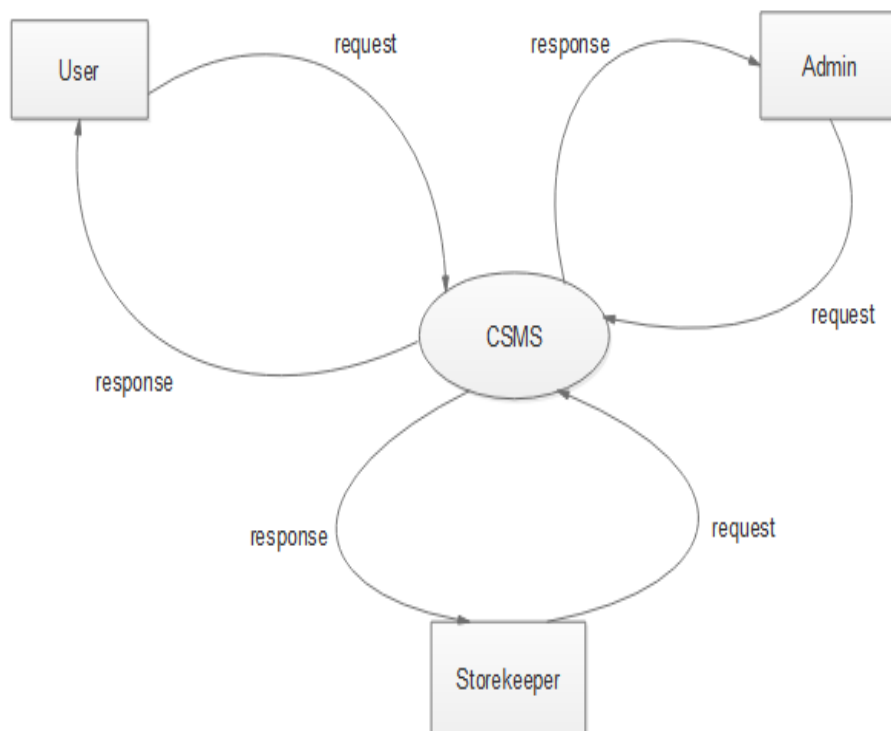 request
response
User
Admin
request
CSMS
response
response
request
Storekeeper